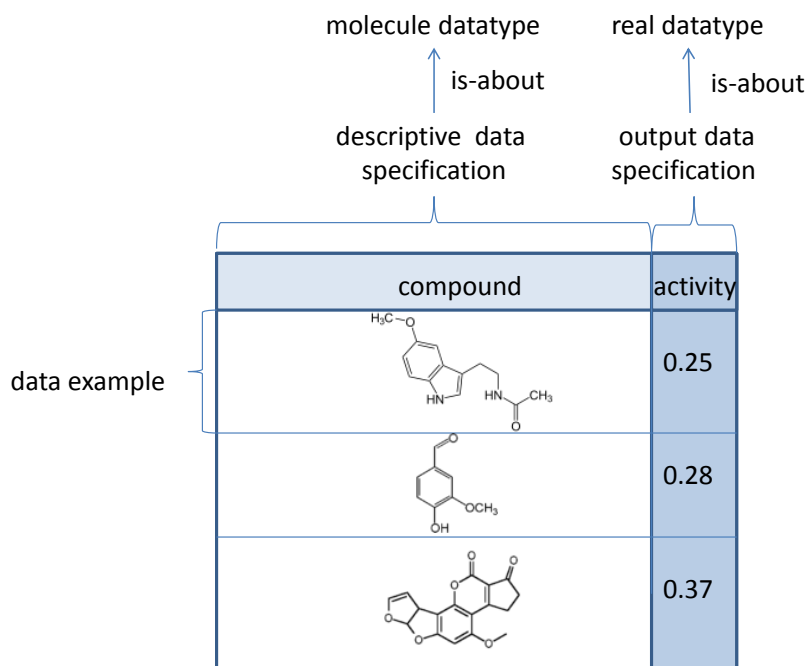 molecule datatype real datatype
is-about is-about
descriptive data output data
specification specification
compound activity
data example
H₃C
O
HN
HN
CH₃
O
0.25
O
OCH₃
OH
0.28
O
O
O
O
O
O
0.37